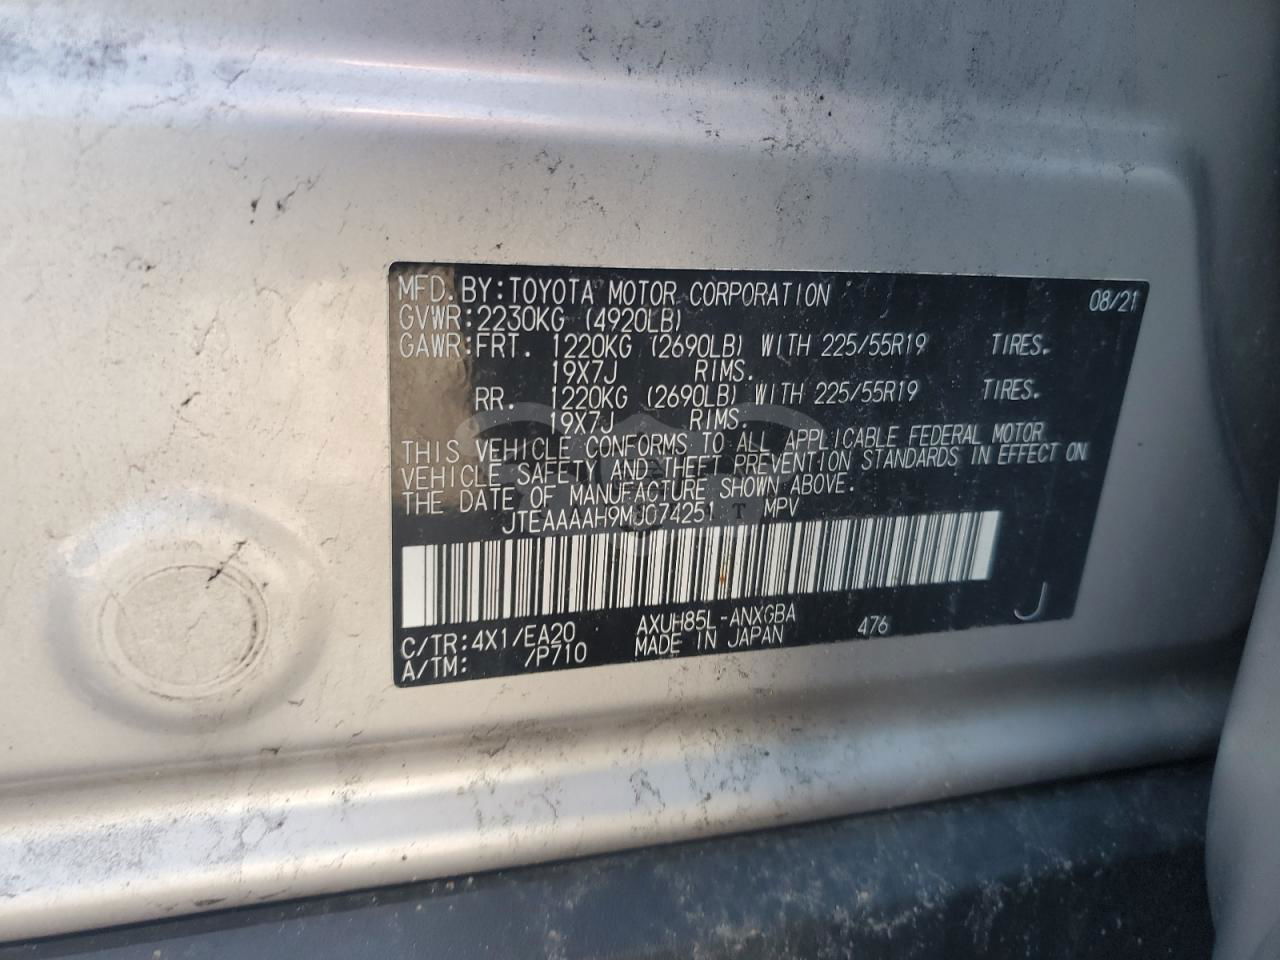 MFD. BY:TOYOTA MOTOR CORPORATION 08/21
GVWR:2230KG (4920LB)
GAWR:FRT. 1220KG (2690LB) WITH 225/55R19 TIRES.
19X7J RIMS.
RR. 1220KG (2690LB) WITH 225/55R19 TIRES.
19X7J RIMS.
THIS VEHICLE CONFORMS TO ALL APPLICABLE FEDERAL MOTOR
VEHICLE SAFETY AND THEFT PREVENTION STANDARDS IN EFFECT ON
THE DATE OF MANUFACTURE SHOWN ABOVE.
JTEAAAAH9MJ074251 MPV
C/TR:4X1/EA20 AXUH85L-ANXGBA 476 J
A/TM: /P710 MADE IN JAPAN